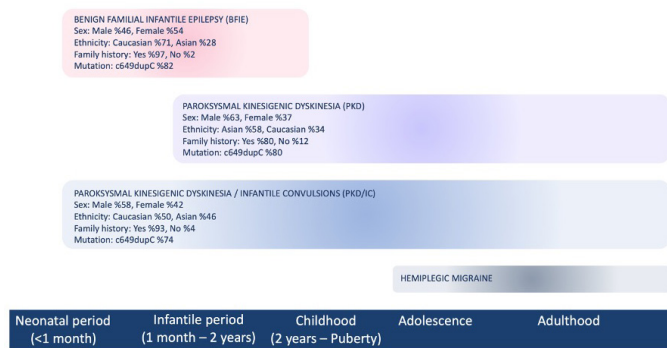 BENIGN FAMILIAL INFANTILE EPILEPSY (BFIE)
Sex: Male %46, Female %54
Ethnicity: Caucasian %71, Asian %28
Family history: Yes %97, No %2
Mutation: c649dupC %82
PAROKSYSMAL KINESIGENIC DYSKINESIA (PKD)
Sex: Male %63, Female %37
Ethnicity: Asian %58, Caucasian %34
Family history: Yes %80, No %12
Mutation: c649dupC %80
PAROKSYSMAL KINESIGENIC DYSKINESIA / INFANTILE CONVULSIONS (PKD/IC)
Sex: Male %58, Female %42
Ethnicity: Caucasian %50, Asian %46
Family history: Yes %93, No %4
Mutation: c649dupC %74
HEMIPLEGIC MIGRAINE
Neonatal period
(<1 month)
Infantile period
(1 month – 2 years)
Childhood
(2 years – Puberty)
Adolescence
Adulthood